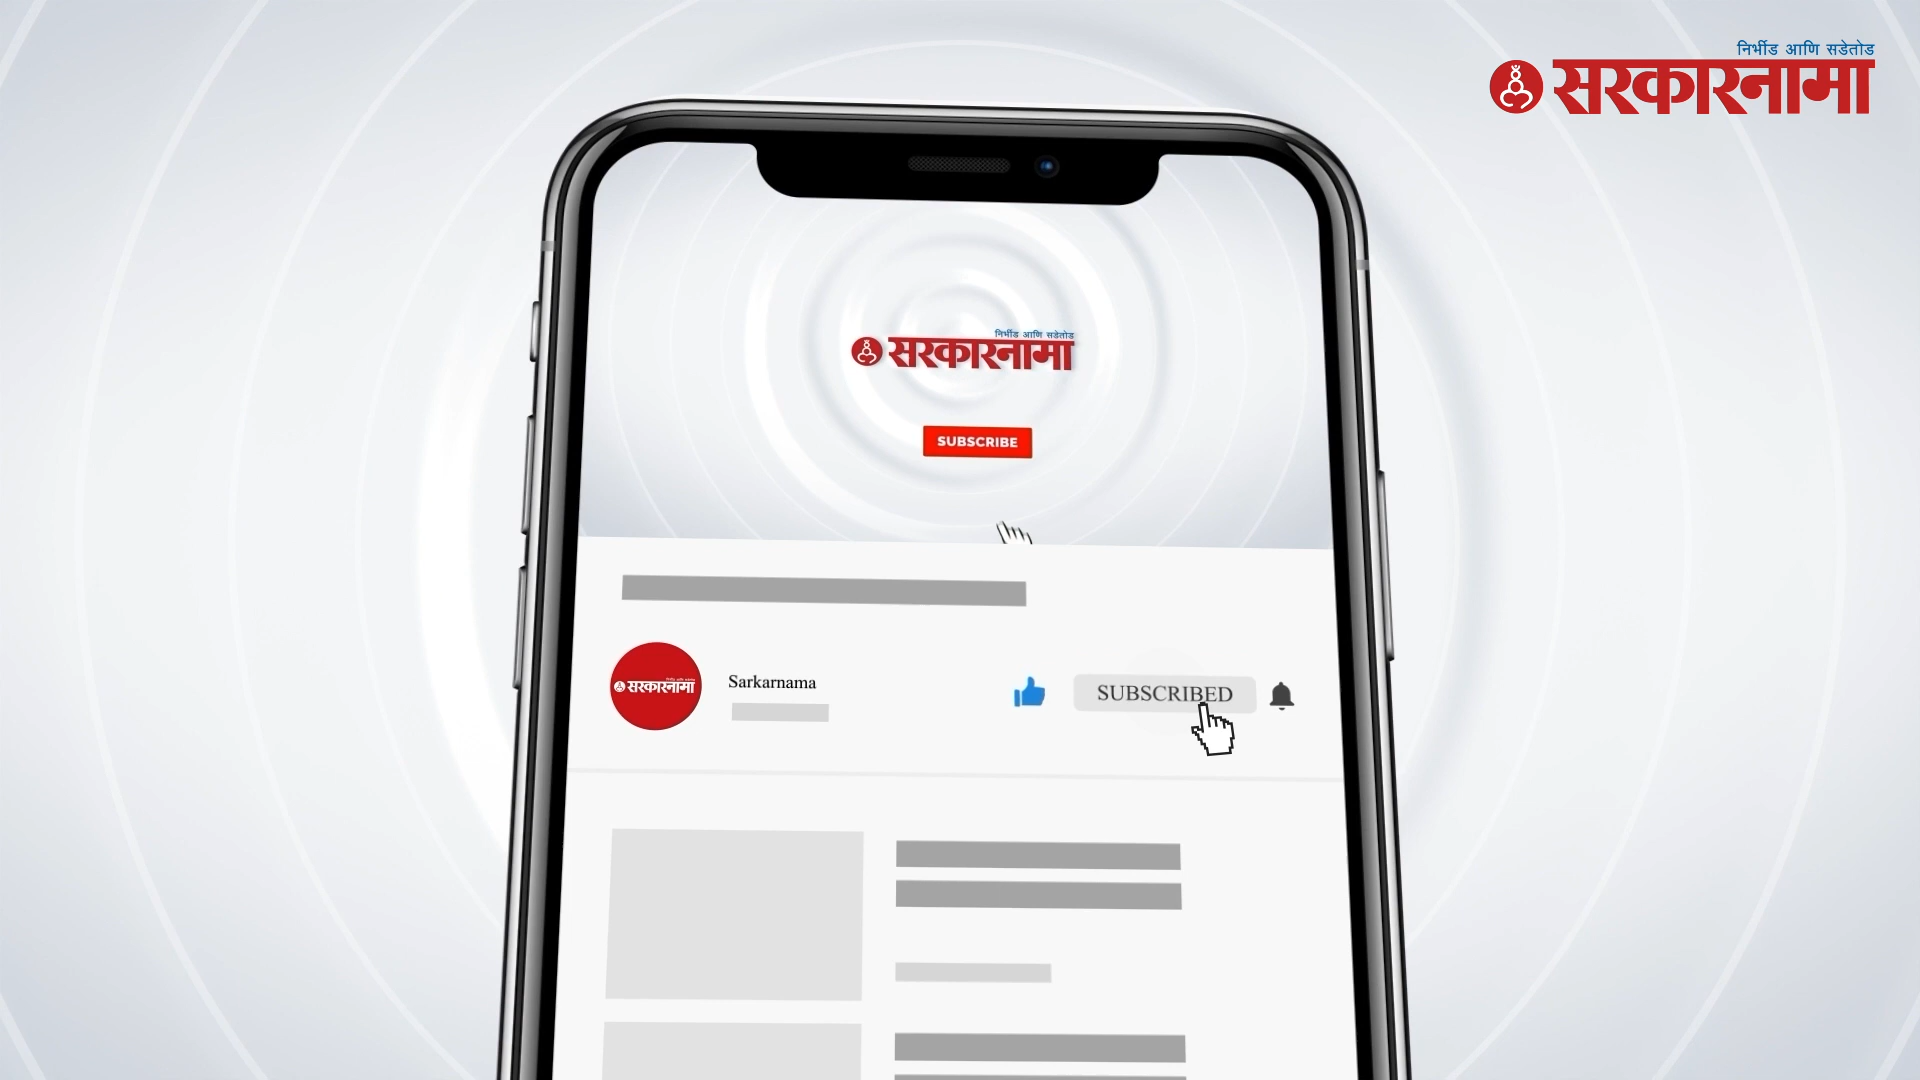 निर्भीड आणि सडेतोड
सरकारनामा
निर्भीड आणि सडेतोड
सरकारनामा
SUBSCRIBE
सरकारनामा
Sarkarnama
SUBSCRIBED